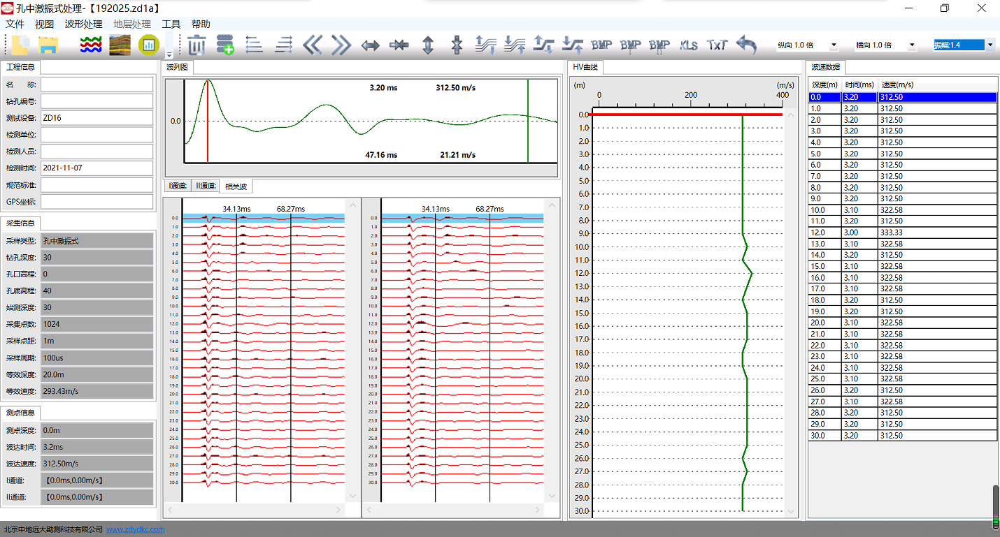 孔中激振式处理-【192025.zd1a】
文件 视图 波形处理 地层处理 工具 帮助
BMP BMP I BMP II XLS TXT 纵向 1.0 倍 横向 1.0 倍 振幅:1.4
工程信息
名 称:
钻孔编号:
测试设备: ZD16
检测单位:
检测人员:
检测时间: 2021-11-07
规范标准:
GPS坐标:
采集信息
采样类型: 孔中激振式
钻孔深度: 30
孔口高程: 0
孔底高程: 40
始测深度: 30
采集点数: 1024
采样点距: 1m
采样周期: 100us
等效深度: 20.0m
等效速度: 293.43m/s
测点信息
测点深度: 0.0m
波达时间: 3.2ms
波达速度: 312.50m/s
I通道: 【0.0ms,0.00m/s】
II通道: 【0.0ms,0.00m/s】
波列图
3.20 ms 312.50 m/s
0.0
47.16 ms 21.21 m/s
I通道: II通道: 相关波
34.13ms 68.27ms 34.13ms 68.27ms
0.0 0.0
1.0 1.0
2.0 2.0
3.0 3.0
4.0 4.0
5.0 5.0
6.0 6.0
7.0 7.0
8.0 8.0
9.0 9.0
10.0 10.0
11.0 11.0
12.0 12.0
13.0 13.0
14.0 14.0
15.0 15.0
16.0 16.0
17.0 17.0
18.0 18.0
19.0 19.0
20.0 20.0
21.0 21.0
22.0 22.0
23.0 23.0
24.0 24.0
25.0 25.0
26.0 26.0
27.0 27.0
28.0 28.0
29.0 29.0
30.0 30.0
HV曲线
(m) (m/s)
0 200 400
0.0
1.0
2.0
3.0
4.0
5.0
6.0
7.0
8.0
9.0
10.0
11.0
12.0
13.0
14.0
15.0
16.0
17.0
18.0
19.0
20.0
21.0
22.0
23.0
24.0
25.0
26.0
27.0
28.0
29.0
30.0
波速数据
深度(m) 时间(ms) 速度(m/s)
0.0 3.20 312.50
1.0 3.20 312.50
2.0 3.20 312.50
3.0 3.20 312.50
4.0 3.20 312.50
5.0 3.20 312.50
6.0 3.20 312.50
7.0 3.20 312.50
8.0 3.20 312.50
9.0 3.20 312.50
10.0 3.10 322.58
11.0 3.20 312.50
12.0 3.00 333.33
13.0 3.10 322.58
14.0 3.20 312.50
15.0 3.10 322.58
16.0 3.10 322.58
17.0 3.10 322.58
18.0 3.20 312.50
19.0 3.20 312.50
20.0 3.10 322.58
21.0 3.10 322.58
22.0 3.10 322.58
23.0 3.10 322.58
24.0 3.10 322.58
25.0 3.10 322.58
26.0 3.20 312.50
27.0 3.10 322.58
28.0 3.20 312.50
29.0 3.20 312.50
30.0 3.20 312.50
北京中地远大勘测科技有限公司 www.zdydkc.com